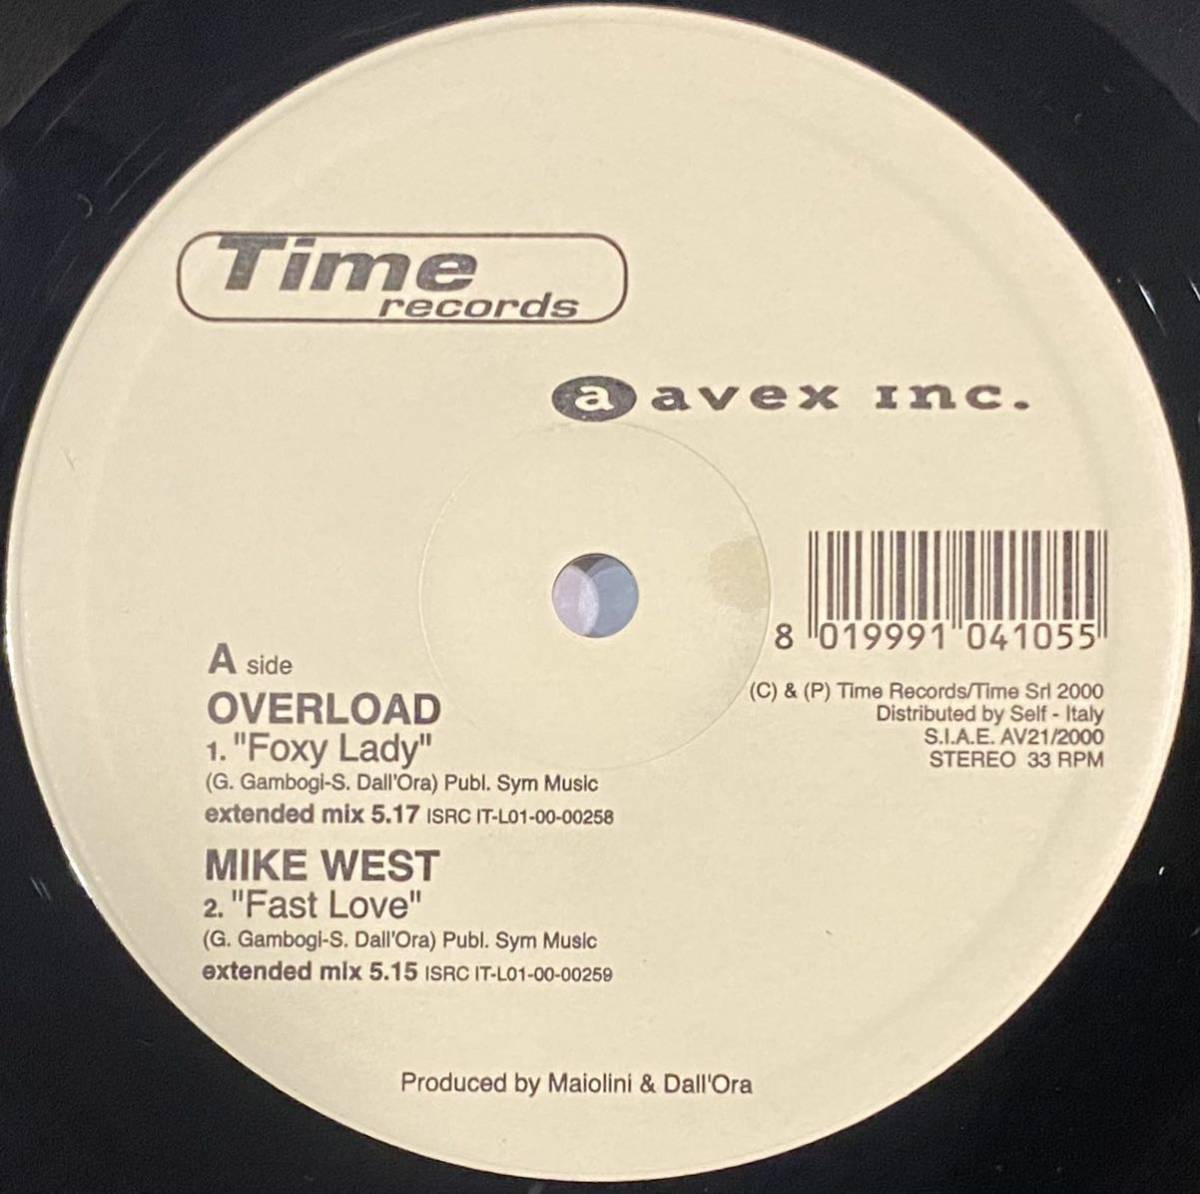 Time
records
a avex inc.
8 019991 041055
(C) & (P) Time Records/Time Srl 2000
Distributed by Self - Italy
S.I.A.E. AV21/2000
STEREO 33 RPM
A side
OVERLOAD
1. "Foxy Lady"
(G. Gambogi-S. Dall'Ora) Publ. Sym Music
extended mix 5.17 ISRC IT-L01-00-00258
MIKE WEST
2. "Fast Love"
(G. Gambogi-S. Dall'Ora) Publ. Sym Music
extended mix 5.15 ISRC IT-L01-00-00259
Produced by Maiolini & Dall'Ora